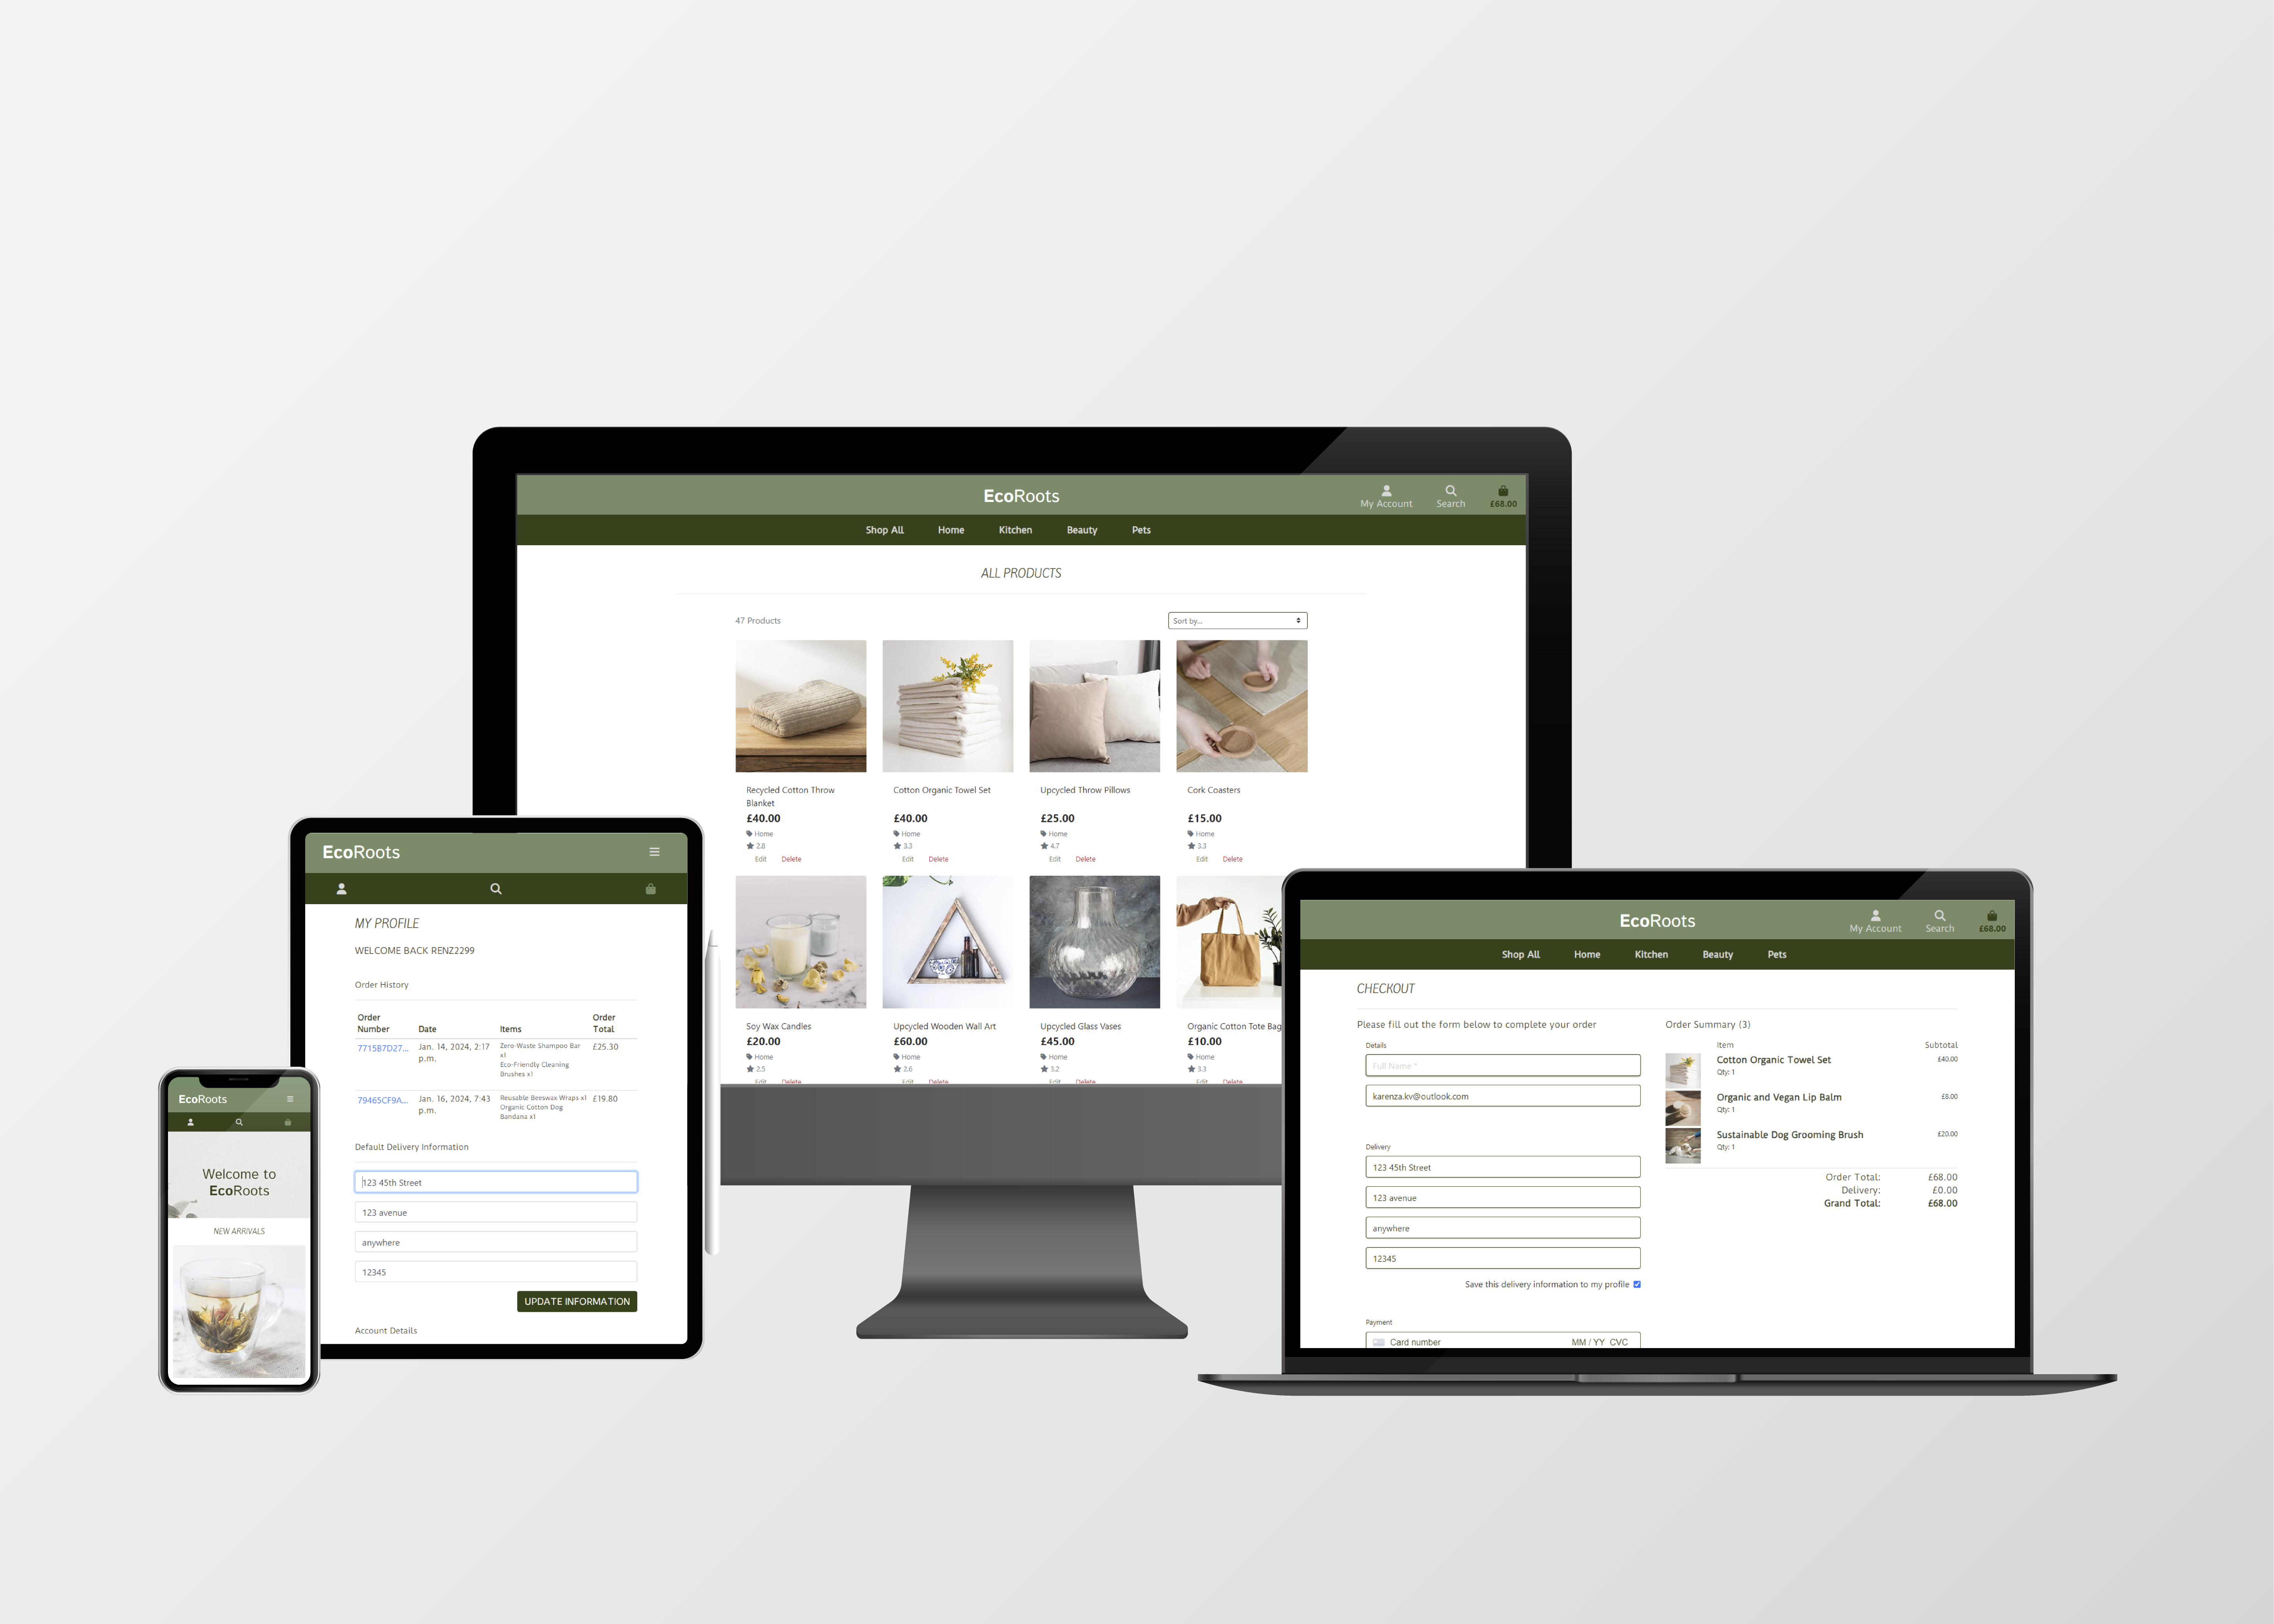 EcoRoots
My Account
Search
£68.00
Shop All Home Kitchen Beauty Pets
ALL PRODUCTS
47 Products
Sort by...
Recycled Cotton Throw
Blanket
£40.00
Home
2.8
Edit Delete
Cotton Organic Towel Set
£40.00
Home
3.3
Edit Delete
Upcycled Throw Pillows
£25.00
Home
4.7
Edit Delete
Cork Coasters
£15.00
Home
3.3
Edit Delete
Soy Wax Candles
£20.00
Home
2.5
Edit Delete
Upcycled Wooden Wall Art
£60.00
Home
2.6
Edit Delete
Upcycled Glass Vases
£45.00
Home
3.2
Edit Delete
Organic Cotton Tote Bag
£10.00
Home
3.3
Edit Delete
EcoRoots
MY PROFILE
WELCOME BACK RENZ2299
Order History
Order
Number
Date
Items
Order
Total
7715B7D27...
Jan. 14, 2024, 2:17
p.m.
Zero-Waste Shampoo Bar
x1
Eco-Friendly Cleaning
Brushes x1
£25.30
79465CF9A...
Jan. 16, 2024, 7:43
p.m.
Reusable Beeswax Wraps x1
Organic Cotton Dog
Bandana x1
£19.80
Default Delivery Information
123 45th Street
123 avenue
anywhere
12345
UPDATE INFORMATION
Account Details
EcoRoots
Welcome to
EcoRoots
NEW ARRIVALS
EcoRoots
My Account
Search
£68.00
Shop All Home Kitchen Beauty Pets
CHECKOUT
Please fill out the form below to complete your order
Details
Full Name *
karenza.kv@outlook.com
Delivery
123 45th Street
123 avenue
anywhere
12345
Save this delivery information to my profile
Payment
Card number MM / YY CVC
Order Summary (3)
Item Subtotal
Cotton Organic Towel Set £40.00
Qty: 1
Organic and Vegan Lip Balm £8.00
Qty: 1
Sustainable Dog Grooming Brush £20.00
Qty: 1
Order Total: £68.00
Delivery: £0.00
Grand Total: £68.00